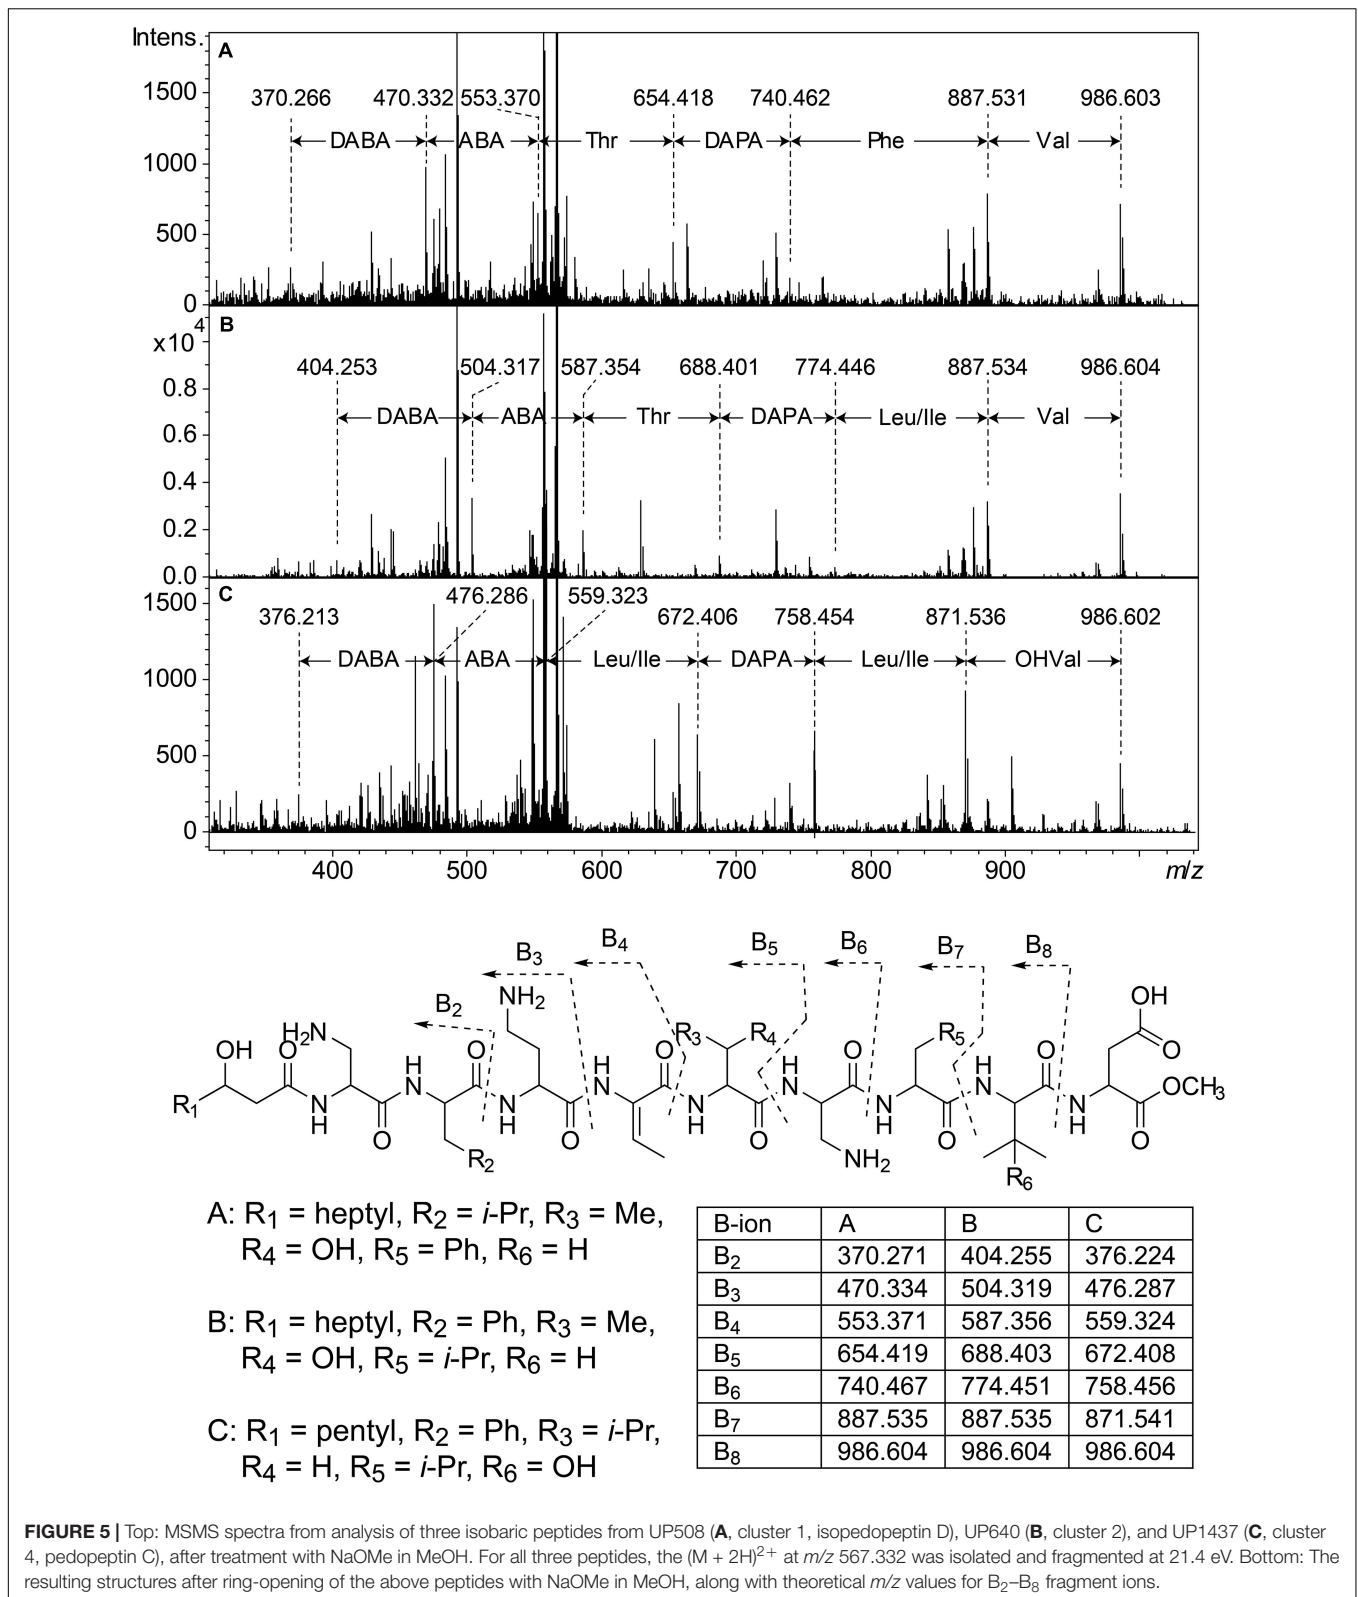 Intens.
A
1500
370.266 470.332 553.370 654.418 740.462 887.531 986.603
DABA ABA Thr DAPA Phe Val
1000
500
0
B
4
x10
404.253 504.317 587.354 688.401 774.446 887.534 986.604
0.8
DABA ABA Thr DAPA Leu/Ile Val
0.6
0.4
0.2
0.0
C
1500
376.213 476.286 559.323 672.406 758.454 871.536 986.602
DABA ABA Leu/Ile DAPA Leu/Ile OHVal
1000
500
0
400 500 600 700 800 900 m/z
B2 B3 B4 B5 B6 B7 B8
NH2 OH
OH H2N O O R3 R4 O R5 O O
R1 N H H N N H H N N H H N N H H N N H OCH3
O O O O O
R2 NH2 R6
A: R1 = heptyl, R2 = i-Pr, R3 = Me,
R4 = OH, R5 = Ph, R6 = H
B: R1 = heptyl, R2 = Ph, R3 = Me,
R4 = OH, R5 = i-Pr, R6 = H
C: R1 = pentyl, R2 = Ph, R3 = i-Pr,
R4 = H, R5 = i-Pr, R6 = OH
B-ion A B C
B2 370.271 404.255 376.224
B3 470.334 504.319 476.287
B4 553.371 587.356 559.324
B5 654.419 688.403 672.408
B6 740.467 774.451 758.456
B7 887.535 887.535 871.541
B8 986.604 986.604 986.604
FIGURE 5 | Top: MSMS spectra from analysis of three isobaric peptides from UP508 (A, cluster 1, isopedopeptin D), UP640 (B, cluster 2), and UP1437 (C, cluster
4, pedopeptin C), after treatment with NaOMe in MeOH. For all three peptides, the (M + 2H)2+ at m/z 567.332 was isolated and fragmented at 21.4 eV. Bottom: The
resulting structures after ring-opening of the above peptides with NaOMe in MeOH, along with theoretical m/z values for B2–B8 fragment ions.